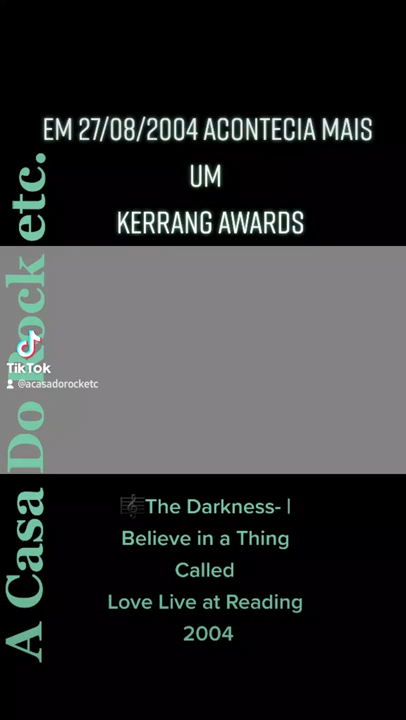 EM 27/08/2004 ACONTECIA MAIS
UM
KERRANG AWARDS
A Casa Do Rock etc.
TikTok
@acasadorocketc
🎼The Darkness- I
Believe in a Thing
Called
Love Live at Reading
2004